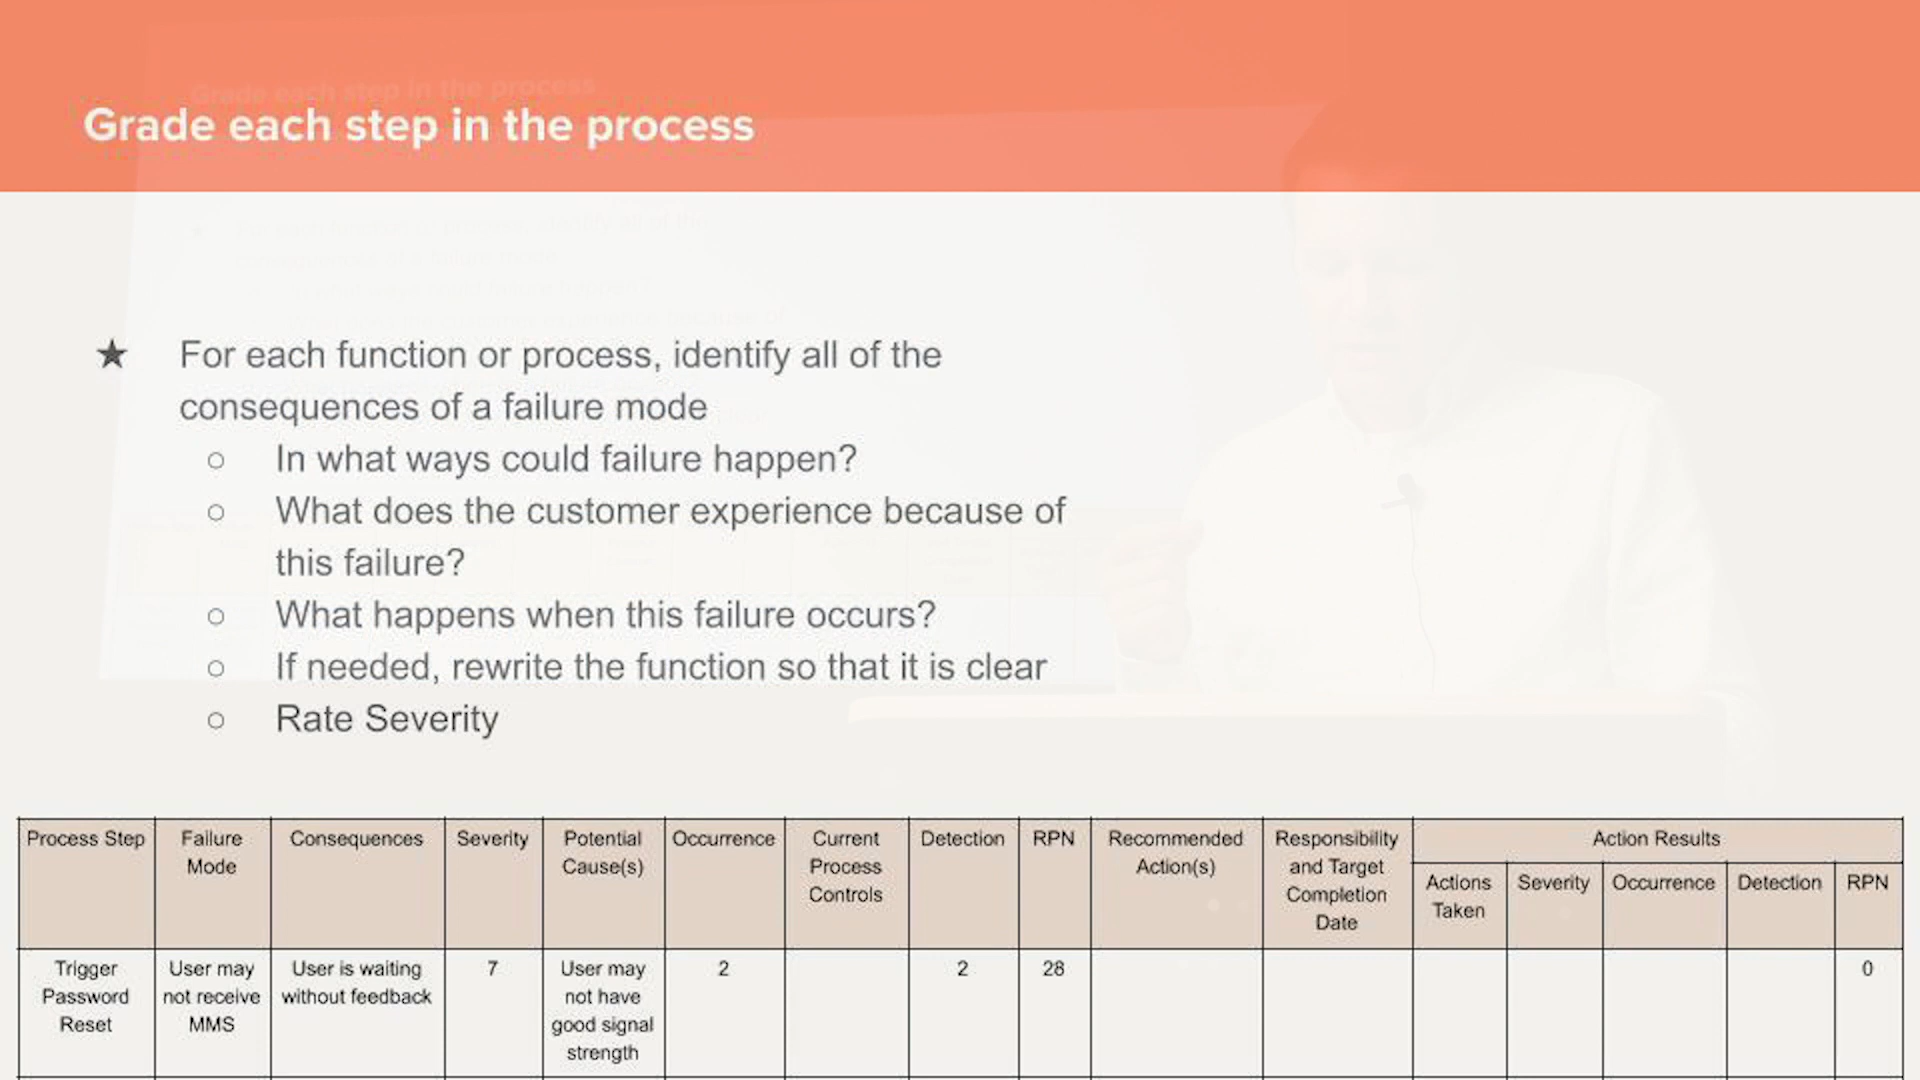 Grade each step in the process
★ For each function or process, identify all of the
consequences of a failure mode
○ In what ways could failure happen?
○ What does the customer experience because of
this failure?
○ What happens when this failure occurs?
○ If needed, rewrite the function so that it is clear
○ Rate Severity
Process Step
Failure
Mode
Consequences
Severity
Potential
Cause(s)
Occurrence
Current
Process
Controls
Detection
RPN
Recommended
Action(s)
Responsibility
and Target
Completion
Date
Action Results
Actions
Taken
Severity
Occurrence
Detection
RPN
Trigger
Password
Reset
User may
not receive
MMS
User is waiting
without feedback
7
User may
not have
good signal
strength
2
2
28
0